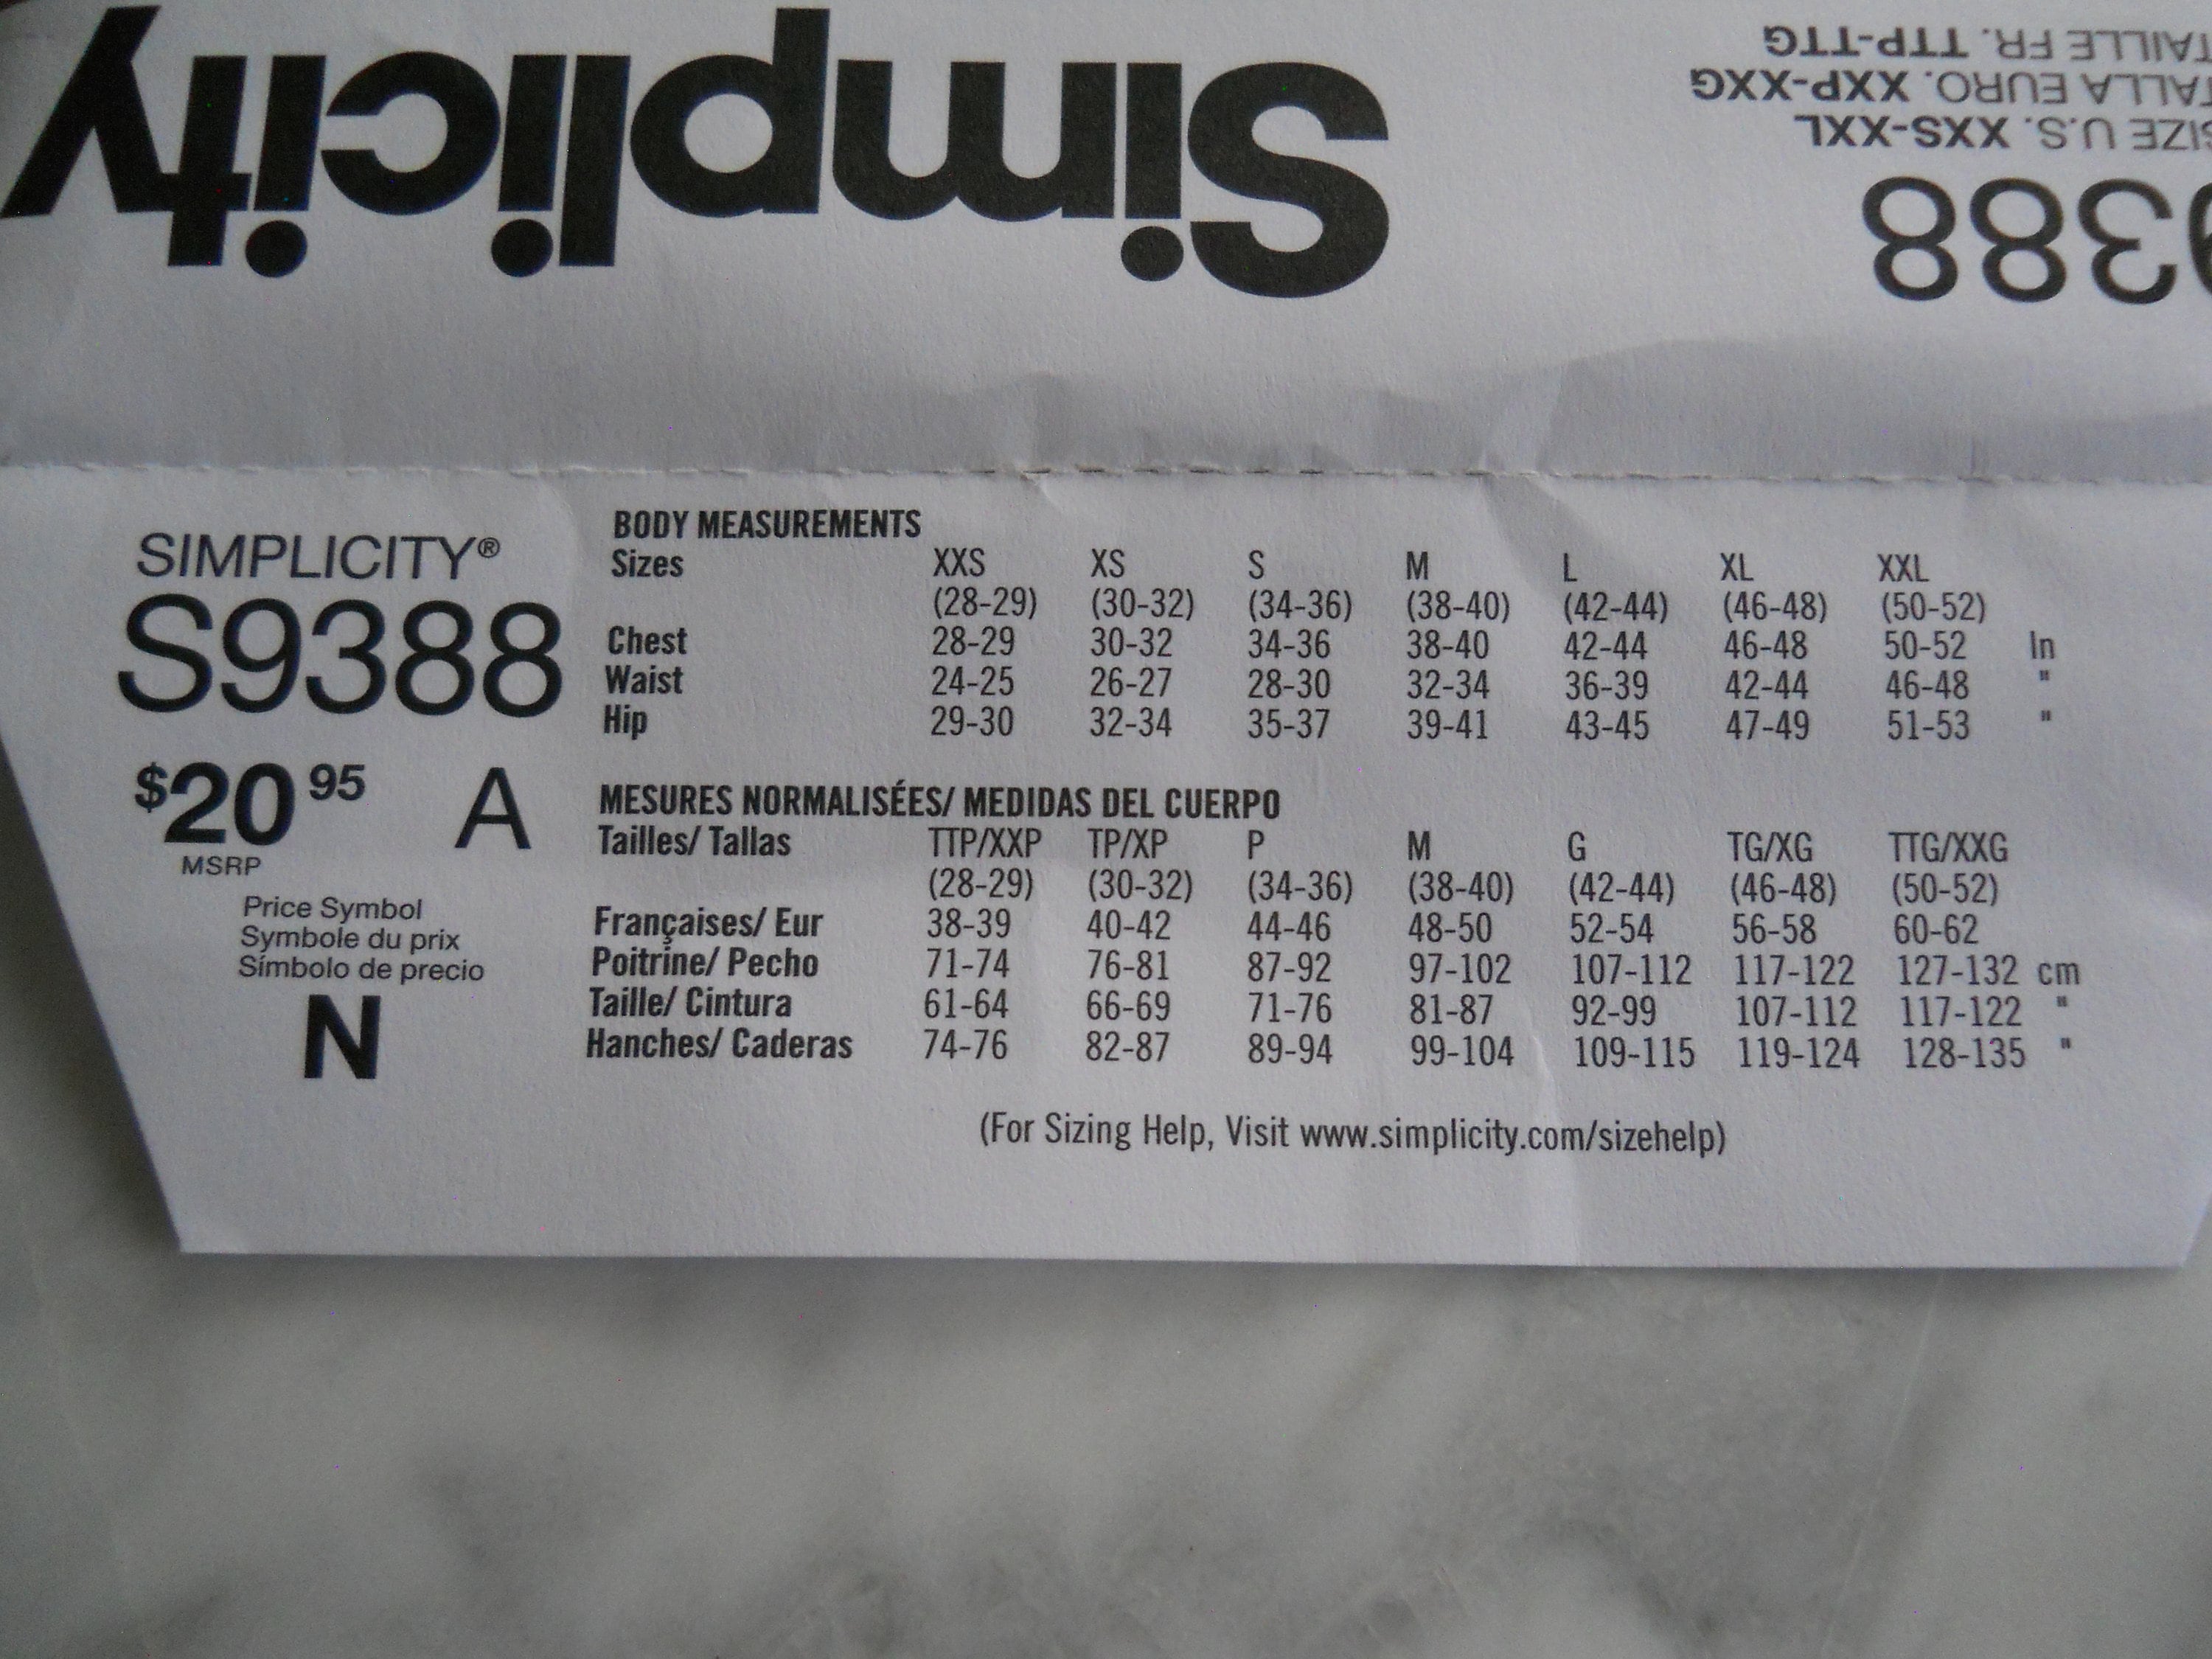 Simplicity
9388
SIZE U.S. XXS-XXL
TALLA EURO. XXP-XXG
TAILLE FR. TTP-TTG
SIMPLICITY®
S9388
$20 95 A
MSRP
Price Symbol
Symbole du prix
Símbolo de precio
N
BODY MEASUREMENTS
Sizes XXS XS S M L XL XXL
(28-29) (30-32) (34-36) (38-40) (42-44) (46-48) (50-52)
Chest 28-29 30-32 34-36 38-40 42-44 46-48 50-52 In
Waist 24-25 26-27 28-30 32-34 36-39 42-44 46-48 "
Hip 29-30 32-34 35-37 39-41 43-45 47-49 51-53 "
MESURES NORMALISÉES/ MEDIDAS DEL CUERPO
Tailles/ Tallas TTP/XXP TP/XP P M G TG/XG TTG/XXG
(28-29) (30-32) (34-36) (38-40) (42-44) (46-48) (50-52)
Françaises/ Eur 38-39 40-42 44-46 48-50 52-54 56-58 60-62
Poitrine/ Pecho 71-74 76-81 87-92 97-102 107-112 117-122 127-132 cm
Taille/ Cintura 61-64 66-69 71-76 81-87 92-99 107-112 117-122 "
Hanches/ Caderas 74-76 82-87 89-94 99-104 109-115 119-124 128-135 "
(For Sizing Help, Visit www.simplicity.com/sizehelp)